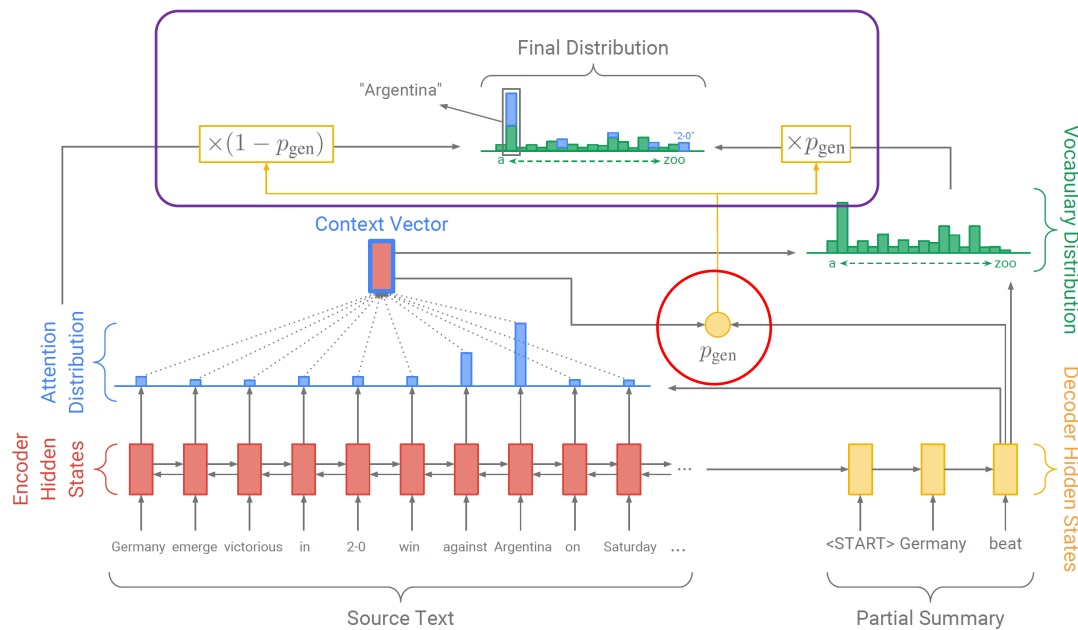 Final Distribution
"Argentina"
×(1 − p_gen)
"2-0"
×p_gen
a
zoo
Context Vector
Vocabulary Distribution
a
zoo
p_gen
Attention
Distribution
Encoder
Hidden
States
Decoder Hidden States
...
Germany emerge victorious in 2-0 win against Argentina on Saturday ...
<START> Germany beat
Source Text
Partial Summary